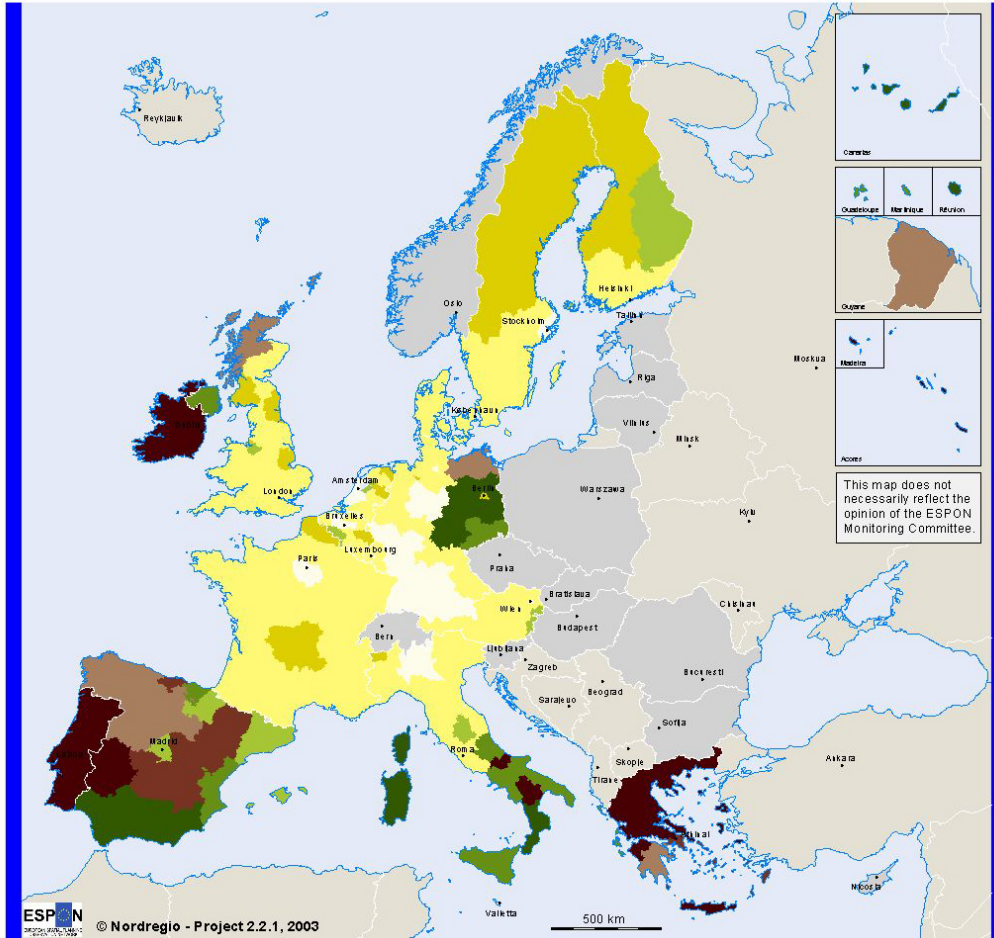 Reykjavik
Canarias
Guadeloupe
Martinique
Réunion
Guyane
Madeira
Acores
This map does not
necessarily reflect the
opinion of the ESPON
Monitoring Committee.
Oslo
Helsinki
Stockholm
Tallinn
Riga
Moskva
København
Vilnius
Minsk
London
Amsterdam
Berlin
Warszawa
Bruxelles
Kyiv
Paris
Luxembourg
Praha
Wien
Bratislava
Chisinau
Bern
Budapest
Ljubljana
Zagreb
Bucuresti
Beograd
Sarajevo
Madrid
Roma
Sofija
Skopje
Tirane
Ankara
Nicosia
Valletta
500 km
ESPON
© Nordregio - Project 2.2.1, 2003